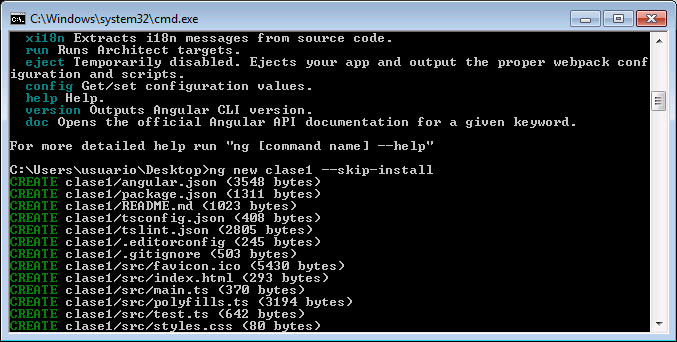 C:\Windows\system32\cmd.exe
xi18n Extracts i18n messages from source code.
run Runs Architect targets.
eject Temporarily disabled. Ejects your app and output the proper webpack conf
iguration and scripts.
config Get/set configuration values.
help Help.
version Outputs Angular CLI version.
doc Opens the official Angular API documentation for a given keyword.
For more detailed help run "ng [command name] --help"
C:\Users\usuario\Desktop>ng new clase1 --skip-install
CREATE clase1/angular.json (3548 bytes)
CREATE clase1/package.json (1311 bytes)
CREATE clase1/README.md (1023 bytes)
CREATE clase1/tsconfig.json (408 bytes)
CREATE clase1/tslint.json (2805 bytes)
CREATE clase1/.editorconfig (245 bytes)
CREATE clase1/.gitignore (503 bytes)
CREATE clase1/src/favicon.ico (5430 bytes)
CREATE clase1/src/index.html (293 bytes)
CREATE clase1/src/main.ts (370 bytes)
CREATE clase1/src/polyfills.ts (3194 bytes)
CREATE clase1/src/test.ts (642 bytes)
CREATE clase1/src/styles.css (80 bytes)